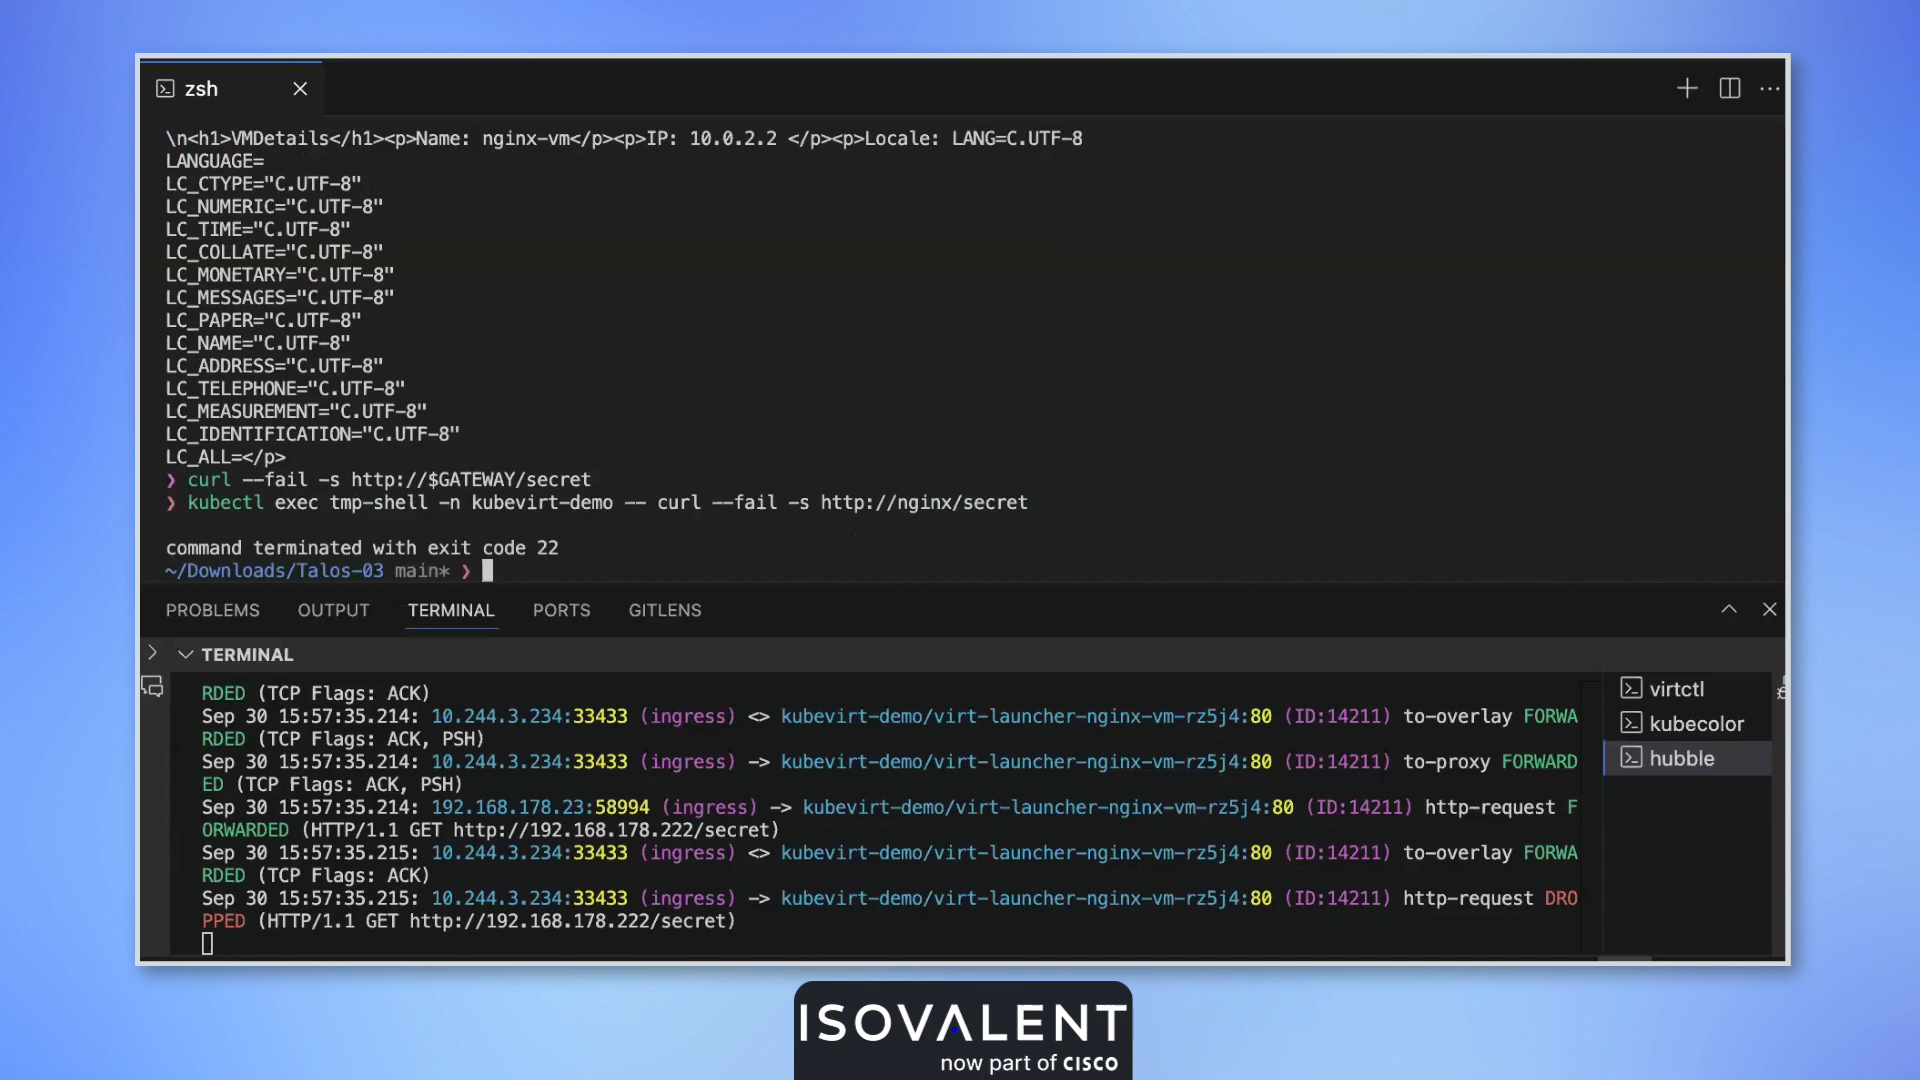 zsh
\n<h1>VMDetails</h1><p>Name: nginx-vm</p><p>IP: 10.0.2.2 </p><p>Locale: LANG=C.UTF-8
LANGUAGE=
LC_CTYPE="C.UTF-8"
LC_NUMERIC="C.UTF-8"
LC_TIME="C.UTF-8"
LC_COLLATE="C.UTF-8"
LC_MONETARY="C.UTF-8"
LC_MESSAGES="C.UTF-8"
LC_PAPER="C.UTF-8"
LC_NAME="C.UTF-8"
LC_ADDRESS="C.UTF-8"
LC_TELEPHONE="C.UTF-8"
LC_MEASUREMENT="C.UTF-8"
LC_IDENTIFICATION="C.UTF-8"
LC_ALL=</p>
❯ curl --fail -s http://$GATEWAY/secret
❯ kubectl exec tmp-shell -n kubevirt-demo -- curl --fail -s http://nginx/secret
command terminated with exit code 22
~/Downloads/Talos-03 main* ❯
PROBLEMS OUTPUT TERMINAL PORTS GITLENS
TERMINAL
RDED (TCP Flags: ACK)
Sep 30 15:57:35.214: 10.244.3.234:33433 (ingress) <> kubevirt-demo/virt-launcher-nginx-vm-rz5j4:80 (ID:14211) to-overlay FORWA
RDED (TCP Flags: ACK, PSH)
Sep 30 15:57:35.214: 10.244.3.234:33433 (ingress) -> kubevirt-demo/virt-launcher-nginx-vm-rz5j4:80 (ID:14211) to-proxy FORWARD
ED (TCP Flags: ACK, PSH)
Sep 30 15:57:35.214: 192.168.178.23:58994 (ingress) -> kubevirt-demo/virt-launcher-nginx-vm-rz5j4:80 (ID:14211) http-request F
ORWARDED (HTTP/1.1 GET http://192.168.178.222/secret)
Sep 30 15:57:35.215: 10.244.3.234:33433 (ingress) <> kubevirt-demo/virt-launcher-nginx-vm-rz5j4:80 (ID:14211) to-overlay FORWA
RDED (TCP Flags: ACK)
Sep 30 15:57:35.215: 10.244.3.234:33433 (ingress) -> kubevirt-demo/virt-launcher-nginx-vm-rz5j4:80 (ID:14211) http-request DRO
PPED (HTTP/1.1 GET http://192.168.178.222/secret)
virtctl
kubecolor
hubble
ISOVALENT
now part of CISCO